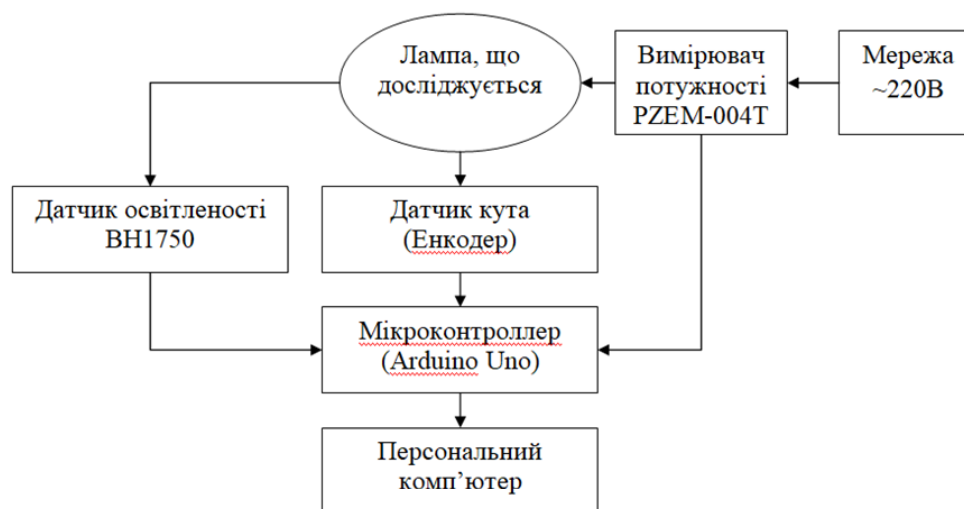 Лампа, що
досліджується
Вимірювач
потужності
PZEM-004T
Мережа
~220В
Датчик освітленості
BH1750
Датчик кута
(Енкодер)
Мікроконтроллер
(Arduino Uno)
Персональний
комп’ютер